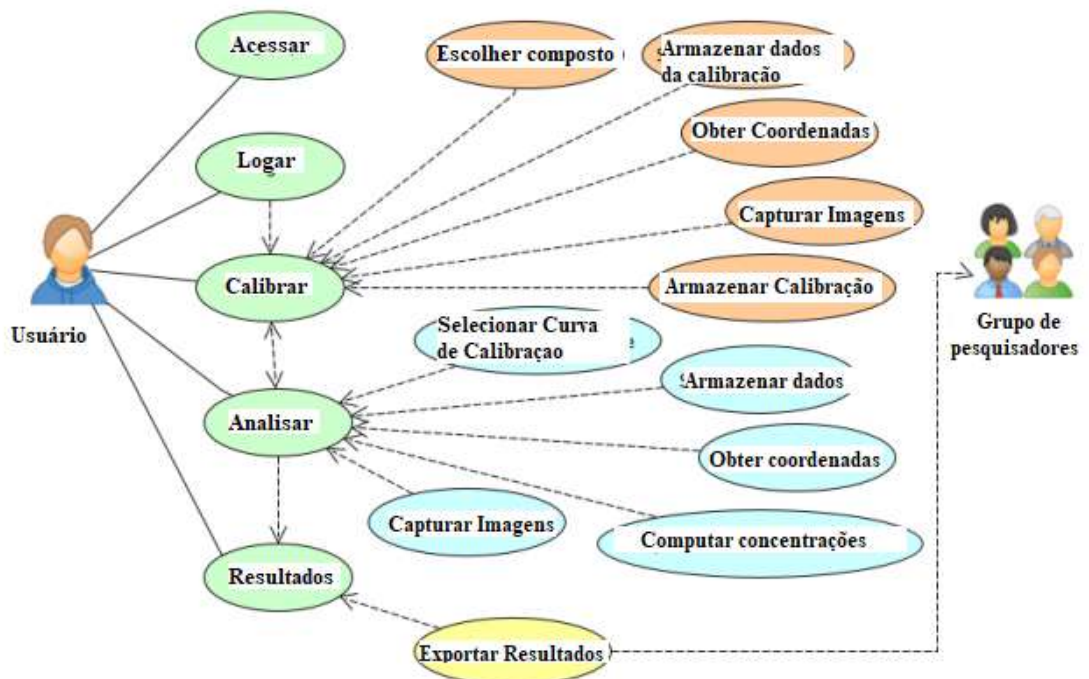 Acessar
Escolher composto
Armazenar dados
da calibração
Obter Coordenadas
Logar
Capturar Imagens
Calibrar
Armazenar Calibração
Usuário
Grupo de
pesquisadores
Selecionar Curva
de Calibraçao
Armazenar dados
Analisar
Obter coordenadas
Capturar Imagens
Computar concentrações
Resultados
Exportar Resultados